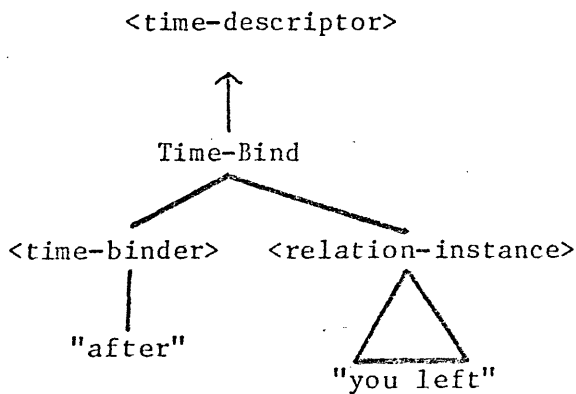 <time-descriptor>
Time-Bind
<time-binder> <relation-instance>
"after"
"you left"